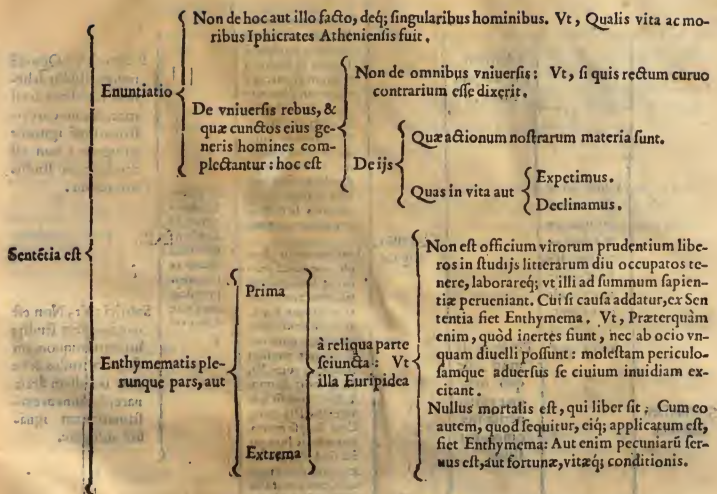 Non de hoc aut illo facto, deq; ſingularibus hominibus. Vt, Qualis vita ac mo-
ribus Iphicrates Athenienſis fuit.
Enuntiatio
De vniuerſis rebus, &
quæ cunctos eius ge-
neris homines com-
plectantur: hoc eſt
Non de omnibus vniuerſis: Vt, ſi quis rectum curuo
contrarium eſſe dixerit.
De ijs
Quæ actionum noſtrarum materia ſunt.
Quas in vita aut
Expetimus.
Declinamus.
Sentētia eſt
Enthymematis ple-
runque pars, aut
Prima
Extrema
à reliqua parte
ſeiuncta: Vt
illa Euripidea
Non eſt officium virorum prudentium libe-
ros in ſtudijs litterarum diu occupatos te-
nere, laborareq; vt illi ad ſummum ſapien-
tiæ perueniant. Cui ſi cauſa addatur, ex Sen
tentia fiet Enthymema. Vt, Præterquàm
enim, quòd inertes fiunt, nec ab ocio vn-
quam diuelli poſſunt: moleſtam periculo-
ſamque aduerſus ſe ciuium inuidiam ex-
citant.
Nullus mortalis eſt, qui liber ſit; Cum eo
autem, quod ſequitur, eiq; applicatum eſt,
fiet Enthymema: Aut enim pecuniarū ſer-
uus eſt, aut fortunæ, vitæq; conditionis.